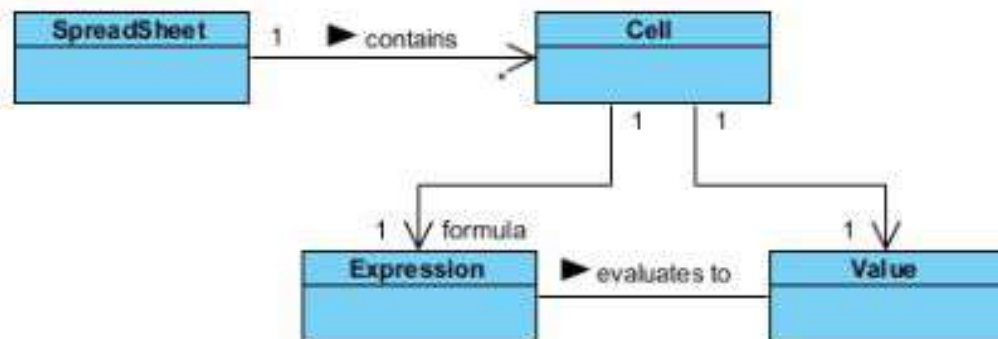 SpreadSheet
1 contains
*
Cell
1 1
1 formula
1
Expression
evaluates to
Value